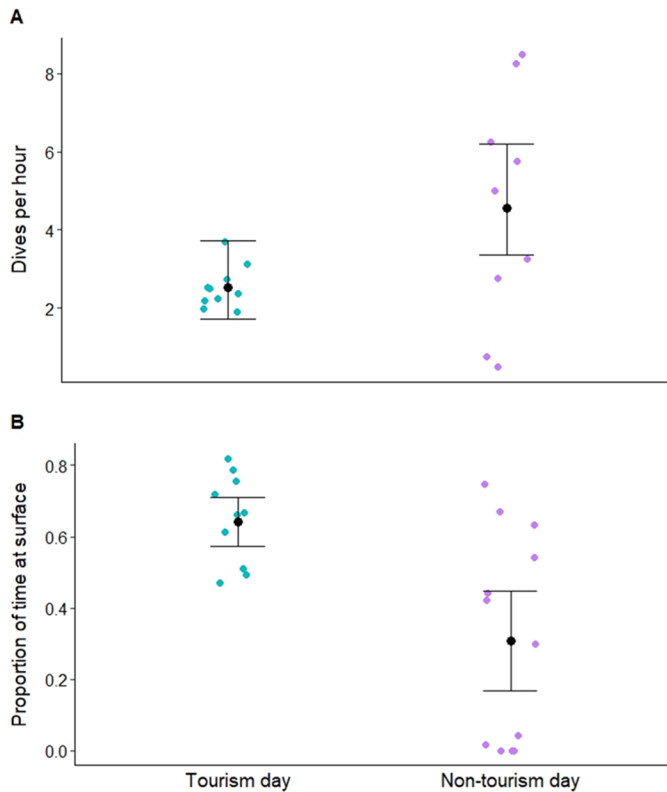 A
Dives per hour
8
6
4
2
B
Proportion of time at surface
0.8
0.6
0.4
0.2
0.0
Tourism day
Non-tourism day